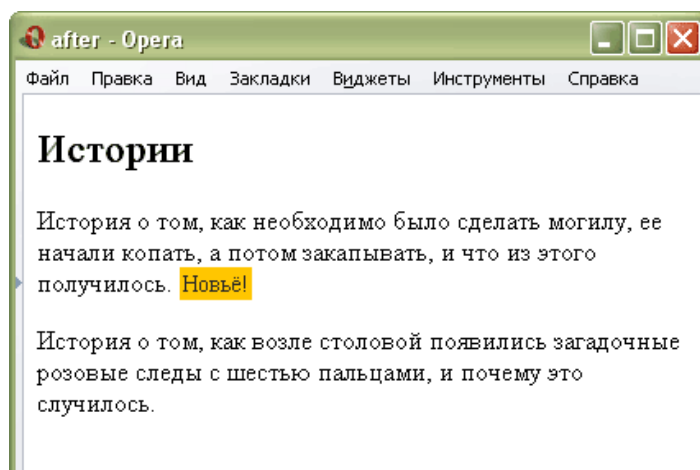 after - Opera
Файл Правка Вид Закладки Виджеты Инструменты Справка
Истории
История о том, как необходимо было сделать могилу, ее
начали копать, а потом закапывать, и что из этого
получилось. Новьё!
История о том, как возле столовой появились загадочные
розовые следы с шестью пальцами, и почему это
случилось.